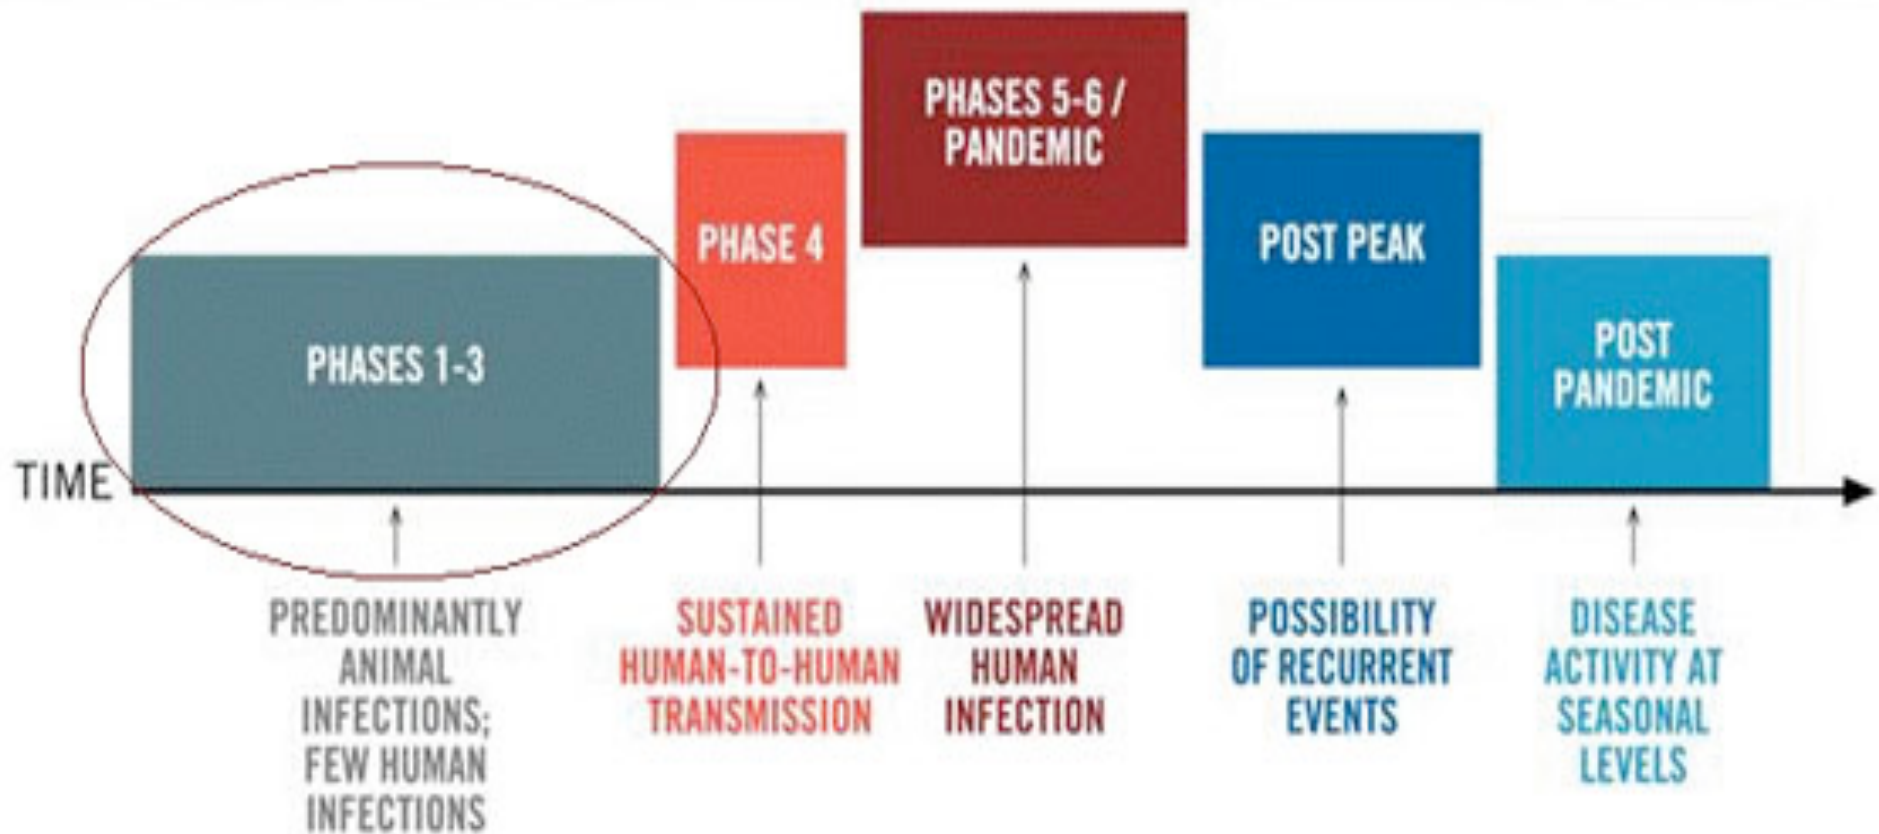 PHASES 5-6 /
PANDEMIC
PHASE 4
POST PEAK
PHASES 1-3
POST
PANDEMIC
TIME
PREDOMINANTLY
ANIMAL
INFECTIONS;
FEW HUMAN
INFECTIONS
SUSTAINED
HUMAN-TO-HUMAN
TRANSMISSION
WIDESPREAD
HUMAN
INFECTION
POSSIBILITY
OF RECURRENT
EVENTS
DISEASE
ACTIVITY AT
SEASONAL
LEVELS